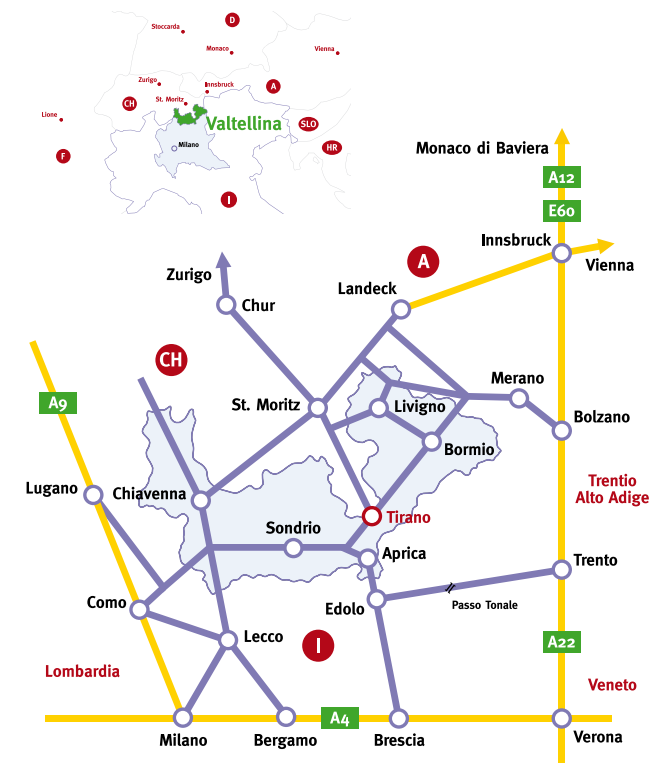 D
Stoccarda
Monaco
Vienna
Zurigo
Innsbruck
A
CH
St. Moritz
Lione
Valtellina
SLO
Milano
HR
F
I
Monaco di Baviera
A12
E60
Innsbruck
Vienna
A
Zurigo
Landeck
Chur
CH
Merano
A9
St. Moritz
Livigno
Bolzano
Bormio
Lugano
Chiavenna
Trentio
Alto Adige
Tirano
Sondrio
Aprica
Trento
Como
Edolo
Passo Tonale
Lecco
I
A22
Lombardia
Veneto
A4
Milano
Bergamo
Brescia
Verona